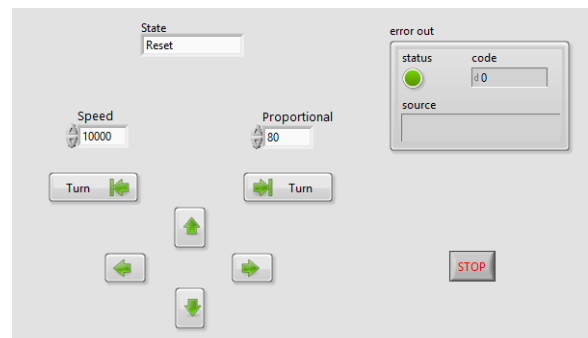 State
Reset
error out
status
code
d 0
source
Speed
10000
Proportional
80
Turn
Turn
STOP